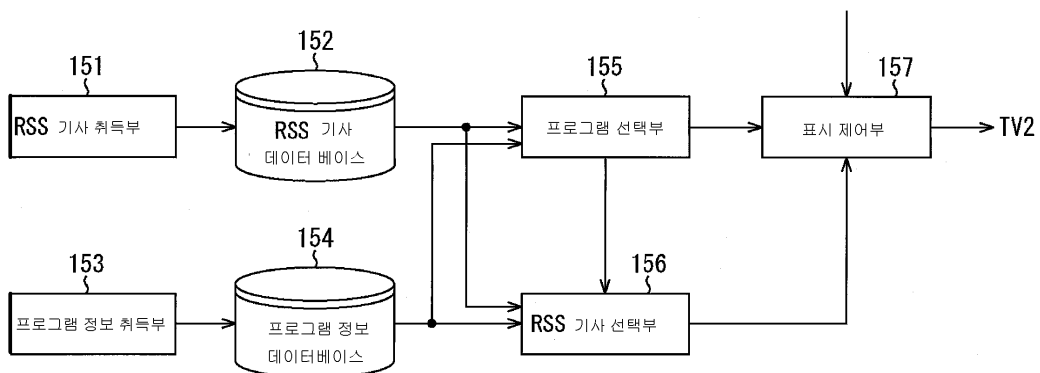 151
RSS 기사 취득부
152
RSS 기사
데이터 베이스
155
프로그램 선택부
157
표시 제어부
TV2
153
프로그램 정보 취득부
154
프로그램 정보
데이터베이스
156
RSS 기사 선택부